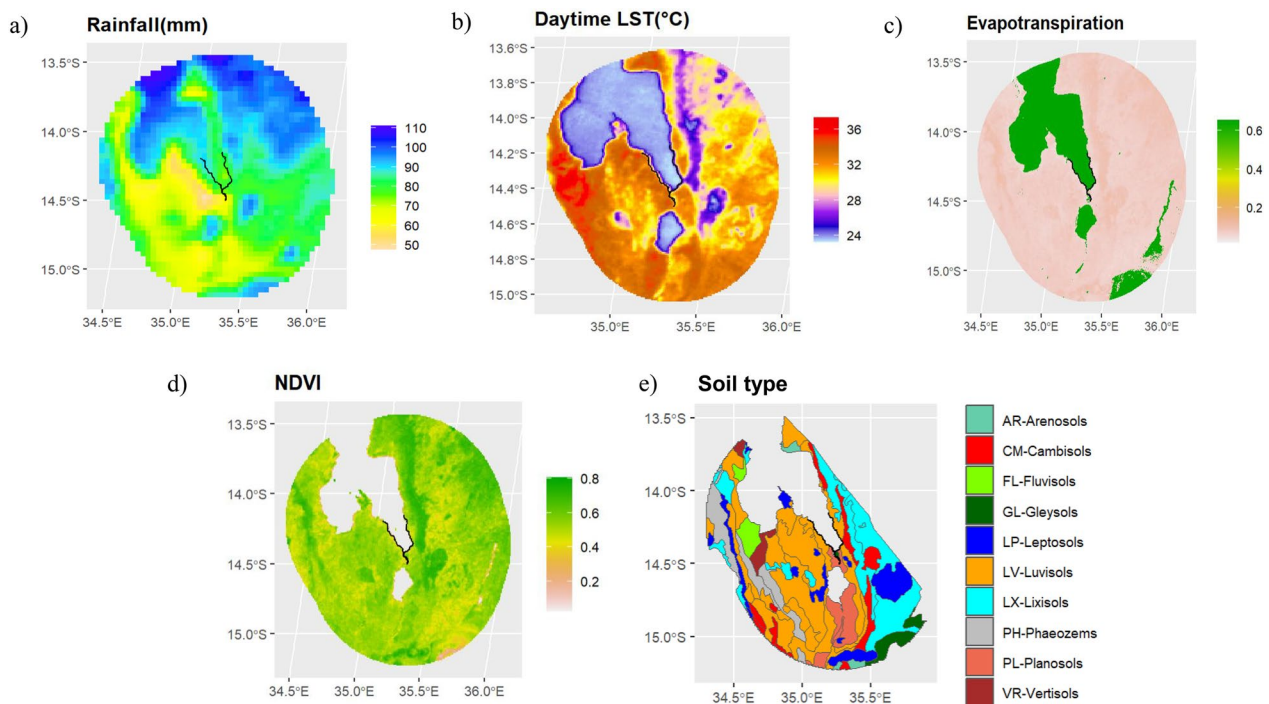 a)
Rainfall(mm)
13.5°S
14.0°S
14.5°S
15.0°S
34.5°E
35.0°E
35.5°E
36.0°E
110
100
90
80
70
60
50
b)
Daytime LST(°C)
13.6°S
13.8°S
14.0°S
14.2°S
14.4°S
14.6°S
14.8°S
15.0°S
35.0°E
35.5°E
36.0°E
36
34
32
30
28
26
24
c)
Evapotranspiration
13.5°S
14.0°S
14.5°S
15.0°S
34.5°E
35.0°E
35.5°E
36.0°E
0.6
0.4
0.2
d)
NDVI
13.5°S
14.0°S
14.5°S
15.0°S
34.5°E
35.0°E
35.5°E
36.0°E
0.8
0.6
0.4
0.2
e)
Soil type
13.5°S
14.0°S
14.5°S
15.0°S
34.5°E
35.0°E
35.5°E
AR-Arenosols
CM-Cambisols
FL-Fluvisols
GL-Gleysols
LP-Leptosols
LV-Luvisols
LX-Lixisols
PH-Phaeozems
PL-Planosols
VR-Vertisols